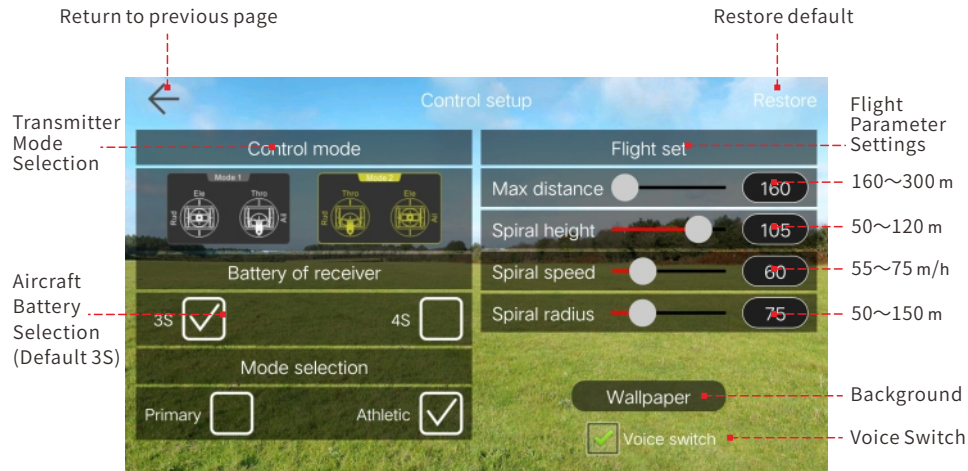 Return to previous page
Restore default
Control setup
Restore
Transmitter
Mode
Selection
Control mode
Flight set
Flight
Parameter
Settings
Mode 1
Ele
Thro
Rud
Ail
Mode 2
Thro
Ele
Rud
Ail
Max distance
160
160～300 m
Spiral height
105
50～120 m
Battery of receiver
Spiral speed
60
55～75 m/h
Aircraft
Battery
Selection
(Default 3S)
3S
4S
Spiral radius
75
50～150 m
Mode selection
Primary
Athletic
Wallpaper
Background
Voice switch
Voice Switch